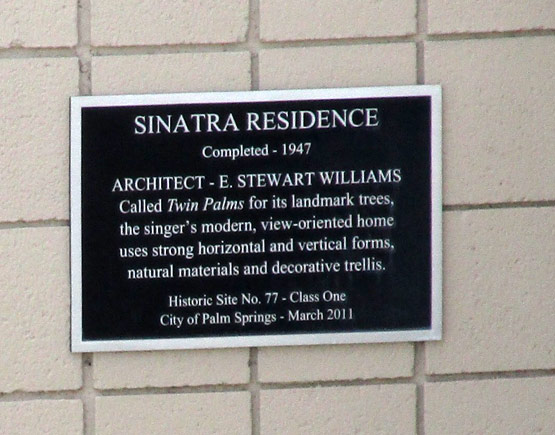 SINATRA RESIDENCE
Completed - 1947
ARCHITECT - E. STEWART WILLIAMS
Called Twin Palms for its landmark trees,
the singer's modern, view-oriented home
uses strong horizontal and vertical forms,
natural materials and decorative trellis.
Historic Site No. 77 - Class One
City of Palm Springs - March 2011